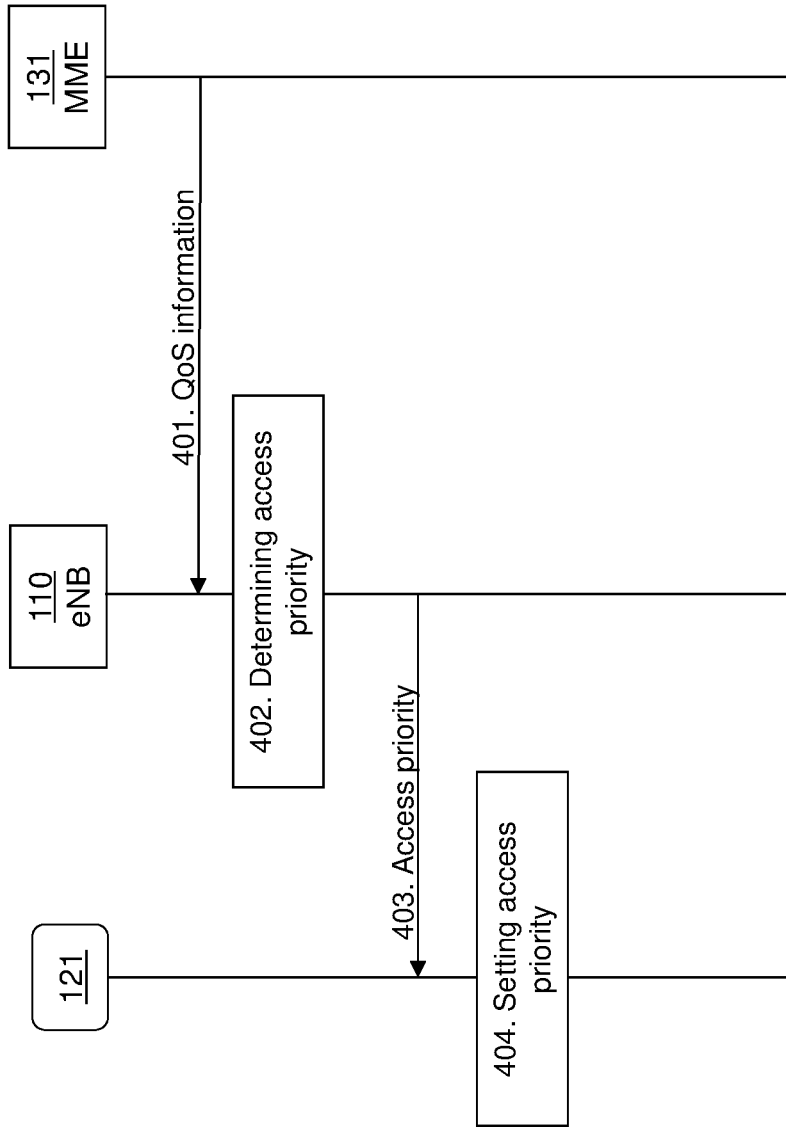 121
110
eNB
131
MME
401. QoS information
402. Determining access
priority
403. Access priority
404. Setting access
priority